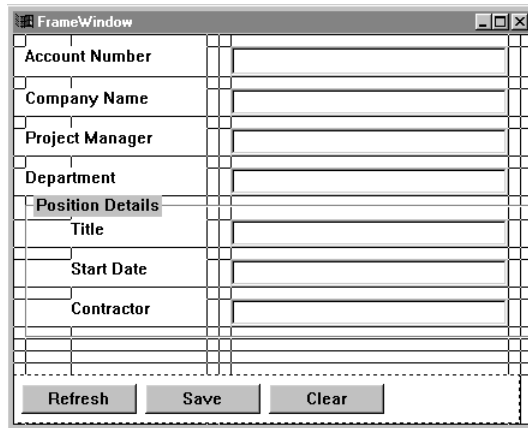 FrameWindow
Account Number
Company Name
Project Manager
Department
Position Details
Title
Start Date
Contractor
Refresh Save Clear